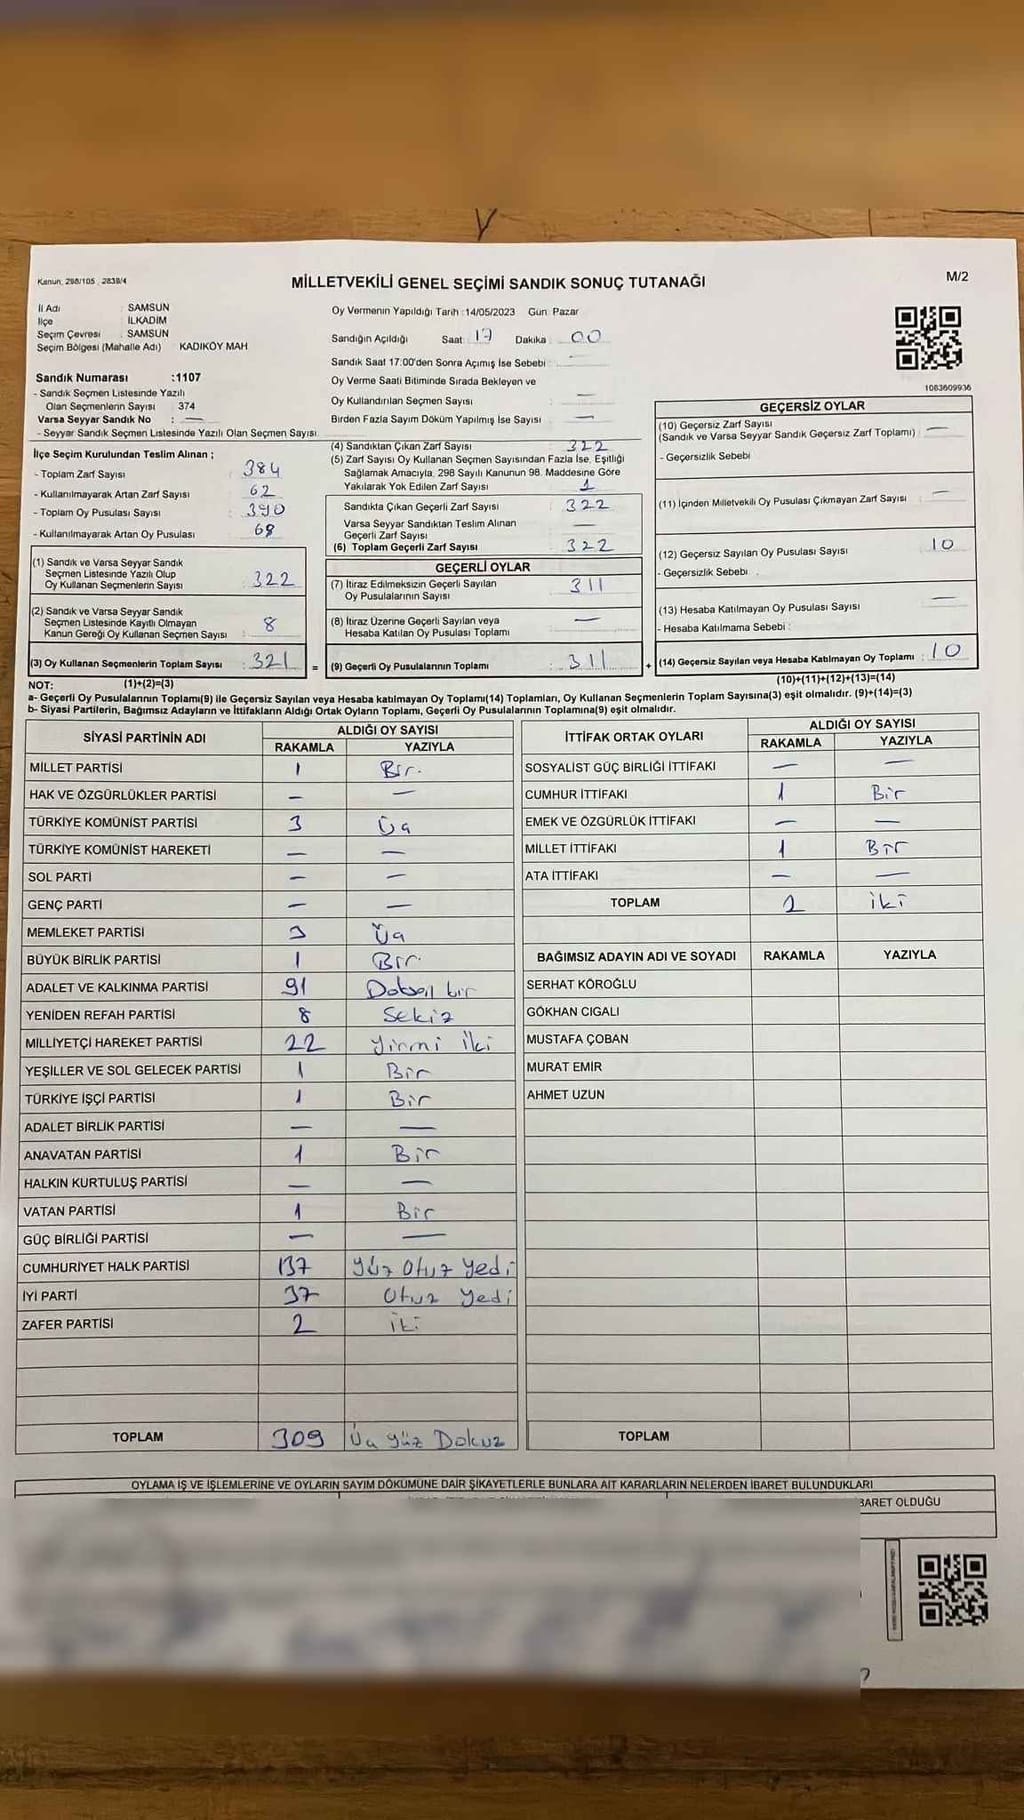 Kanun, 298/105, 2839/4
MİLLETVEKİLİ GENEL SEÇİMİ SANDIK SONUÇ TUTANAĞI
M/2
İl Adı : SAMSUN
İlçe İLKADIM
Seçim Çevresi SAMSUN
Seçim Bölgesi (Mahalle Adı) KADIKÖY MAH
Sandık Numarası :1107
- Sandık Seçmen Listesinde Yazılı
Olan Seçmenlerin Sayısı : 374
Varsa Seyyar Sandık No : —
- Seyyar Sandık Seçmen Listesinde Yazılı Olan Seçmen Sayısı
İlçe Seçim Kurulundan Teslim Alınan ;
- Toplam Zarf Sayısı : 384
- Kullanılmayarak Artan Zarf Sayısı : 62
- Toplam Oy Pusulası Sayısı : 390
- Kullanılmayarak Artan Oy Pusulası 68
(1) Sandık ve Varsa Seyyar Sandık
Seçmen Listesinde Yazılı Olup
Oy Kullanan Seçmenlerin Sayısı : 322
(2) Sandık ve Varsa Seyyar Sandık
Seçmen Listesinde Kayıtlı Olmayan
Kanun Gereği Oy Kullanan Seçmen Sayısı : 8
(3) Oy Kullanan Seçmenlerin Toplam Sayısı : 321 =
Oy Vermenin Yapıldığı Tarih :14/05/2023 Gün: Pazar
Sandığın Açıldığı Saat: 17 Dakika : 00
Sandık Saat 17:00'den Sonra Açımış İse Sebebi : —
Oy Verme Saati Bitiminde Sırada Bekleyen ve
Oy Kullandırılan Seçmen Sayısı : —
Birden Fazla Sayım Döküm Yapılmış İse Sayısı : —
(4) Sandıktan Çıkan Zarf Sayısı : 322
(5) Zarf Sayısı Oy Kullanan Seçmen Sayısından Fazla İse, Eşitliği
Sağlamak Amacıyla, 298 Sayılı Kanunun 98. Maddesine Göre
Yakılarak Yok Edilen Zarf Sayısı : 1
Sandıkta Çıkan Geçerli Zarf Sayısı : 322
Varsa Seyyar Sandıktan Teslim Alınan
Geçerli Zarf Sayısı : —
(6) Toplam Geçerli Zarf Sayısı : 322
GEÇERLİ OYLAR
(7) İtiraz Edilmeksizin Geçerli Sayılan
Oy Pusulalarının Sayısı : 311
(8) İtiraz Üzerine Geçerli Sayılan veya
Hesaba Katılan Oy Pusulası Toplamı : —
(9) Geçerli Oy Pusulalarının Toplamı : 311 +
1083609936
GEÇERSİZ OYLAR
(10) Geçersiz Zarf Sayısı
(Sandık ve Varsa Seyyar Sandık Geçersiz Zarf Toplamı) : —
- Geçersizlik Sebebi
(11) İçinden Milletvekili Oy Pusulası Çıkmayan Zarf Sayısı : —
(12) Geçersiz Sayılan Oy Pusulası Sayısı : 10
- Geçersizlik Sebebi :
(13) Hesaba Katılmayan Oy Pusulası Sayısı : —
- Hesaba Katılmama Sebebi :
(14) Geçersiz Sayılan veya Hesaba Katılmayan Oy Toplamı : 10
NOT: (1)+(2)=(3) (10)+(11)+(12)+(13)=(14)
a- Geçerli Oy Pusulalarının Toplamı(9) ile Geçersiz Sayılan veya Hesaba katılmayan Oy Toplamı(14) Toplamları, Oy Kullanan Seçmenlerin Toplam Sayısına(3) eşit olmalıdır. (9)+(14)=(3)
b- Siyasi Partilerin, Bağımsız Adayların ve İttifakların Aldığı Ortak Oyların Toplamı, Geçerli Oy Pusulalarının Toplamına(9) eşit olmalıdır.
SİYASİ PARTİNİN ADI ALDIĞI OY SAYISI
RAKAMLA YAZIYLA
MİLLET PARTİSİ 1 Bir.
HAK VE ÖZGÜRLÜKLER PARTİSİ — —
TÜRKİYE KOMÜNİST PARTİSİ 3 Üç
TÜRKİYE KOMÜNİST HAREKETİ — —
SOL PARTİ — —
GENÇ PARTİ — —
MEMLEKET PARTİSİ 3 Üç
BÜYÜK BİRLİK PARTİSİ 1 Bir.
ADALET VE KALKINMA PARTİSİ 91 Doksan bir
YENİDEN REFAH PARTİSİ 8 Sekiz
MİLLİYETÇİ HAREKET PARTİSİ 22 Yirmi İki
YEŞİLLER VE SOL GELECEK PARTİSİ 1 Bir
TÜRKİYE İŞÇİ PARTİSİ 1 Bir
ADALET BİRLİK PARTİSİ — —
ANAVATAN PARTİSİ 1 Bir
HALKIN KURTULUŞ PARTİSİ — —
VATAN PARTİSİ 1 Bir
GÜÇ BİRLİĞİ PARTİSİ — —
CUMHURİYET HALK PARTİSİ 137 Yüz Otuz Yedi
İYİ PARTİ 37 Otuz Yedi
ZAFER PARTİSİ 2 İki
TOPLAM 309 Üç Yüz Dokuz
İTTİFAK ORTAK OYLARI ALDIĞI OY SAYISI
RAKAMLA YAZIYLA
SOSYALİST GÜÇ BİRLİĞİ İTTİFAKI — —
CUMHUR İTTİFAKI 1 Bir
EMEK VE ÖZGÜRLÜK İTTİFAKI — —
MİLLET İTTİFAKI 1 Bir
ATA İTTİFAKI — —
TOPLAM 2 İki
BAĞIMSIZ ADAYIN ADI VE SOYADI RAKAMLA YAZIYLA
SERHAT KÖROĞLU
GÖKHAN CIGALI
MUSTAFA ÇOBAN
MURAT EMİR
AHMET UZUN
TOPLAM
OYLAMA İŞ VE İŞLEMLERİNE VE OYLARIN SAYIM DÖKÜMÜNE DAİR ŞİKAYETLERLE BUNLARA AİT KARARLARIN NELERDEN İBARET BULUNDUKLARI
BARET OLDUĞU